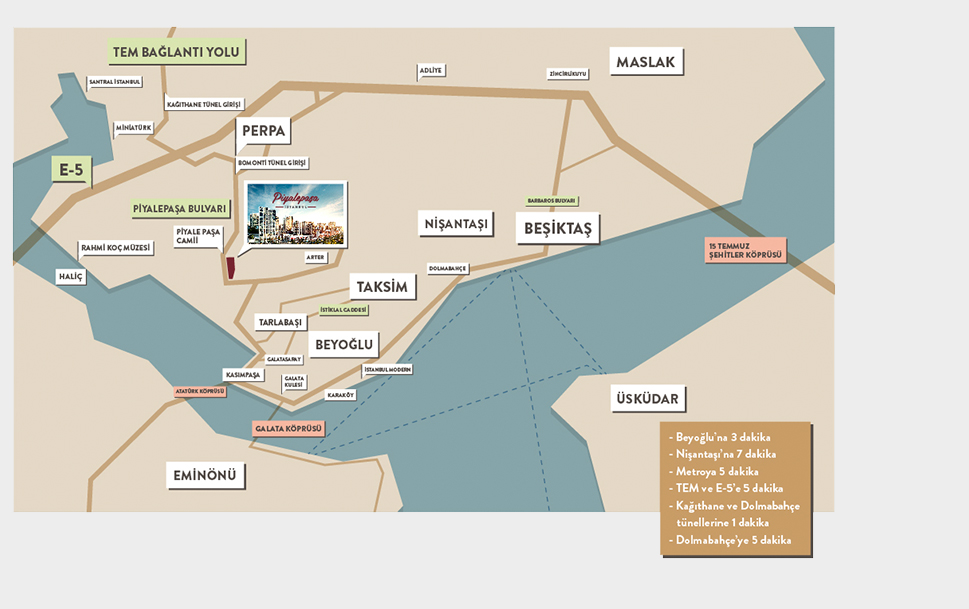 TEM BAĞLANTI YOLU
MASLAK
ADLİYE
ZİNCİRLİKUYU
SANTRAL İSTANBUL
KAĞITHANE TÜNEL GİRİŞİ
MİNİATÜRK
PERPA
BOMONTİ TÜNEL GİRİŞİ
E-5
Piyalepaşa
İSTANBUL
PİYALEPAŞA BULVARI
BARBAROS BULVARI
NİŞANTAŞI
BEŞİKTAŞ
PİYALE PAŞA
CAMİİ
RAHMİ KOÇ MÜZESİ
15 TEMMUZ
ŞEHİTLER KÖPRÜSÜ
ARTER
DOLMABAHÇE
HALİÇ
TAKSİM
İSTİKLAL CADDESİ
TARLABAŞI
BEYOĞLU
GALATASARAY
İSTANBUL MODERN
KASIMPAŞA
GALATA
KULESİ
ATATÜRK KÖPRÜSÜ
KARAKÖY
ÜSKÜDAR
GALATA KÖPRÜSÜ
EMİNÖNÜ
- Beyoğlu'na 3 dakika
- Nişantaşı'na 7 dakika
- Metroya 5 dakika
- TEM ve E-5'e 5 dakika
- Kağıthane ve Dolmabahçe
tünellerine 1 dakika
- Dolmabahçe'ye 5 dakika